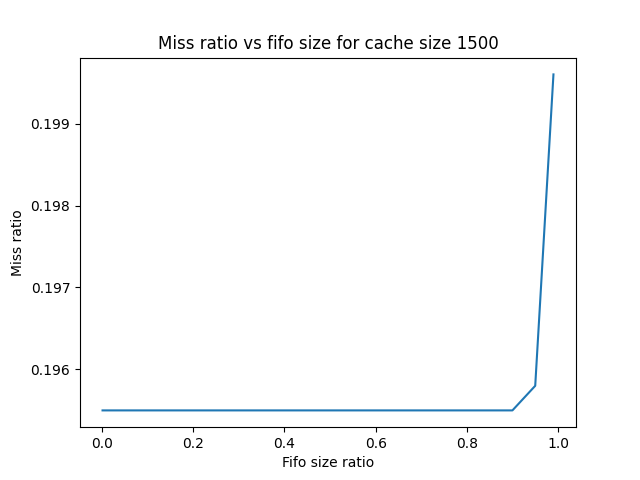 Miss ratio vs fifo size for cache size 1500
0.199
0.198
0.197
0.196
Miss ratio
0.0 0.2 0.4 0.6 0.8 1.0
Fifo size ratio